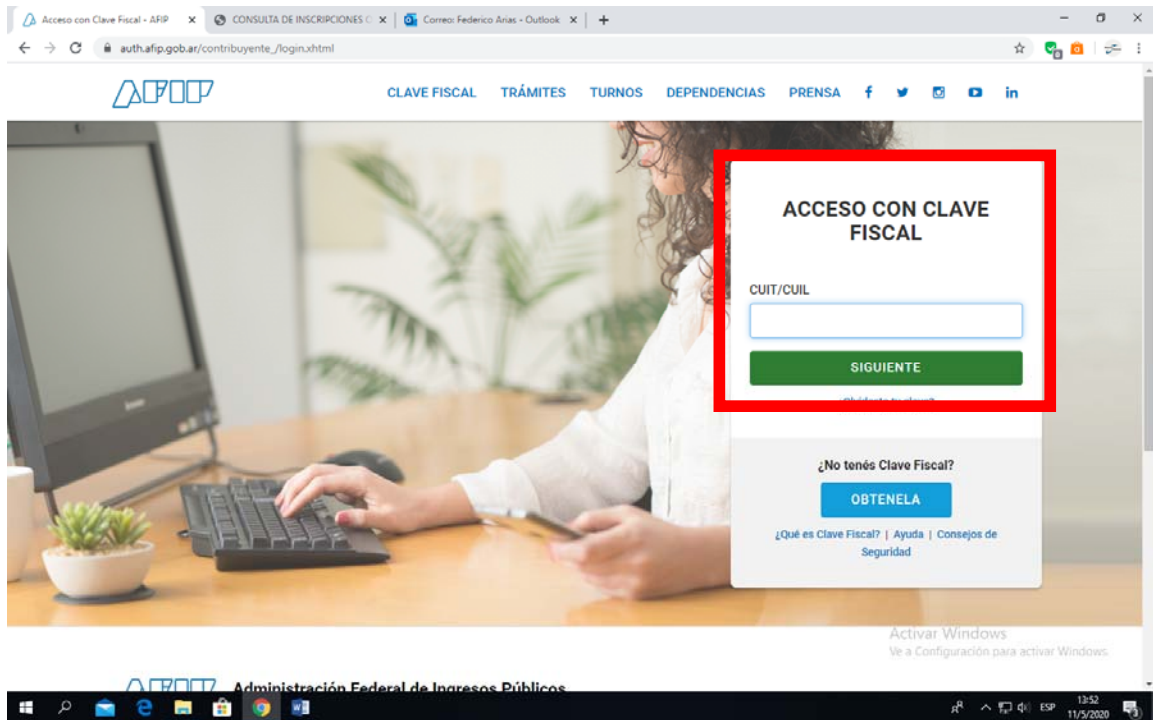 Acceso con Clave Fiscal - AFIP
CONSULTA DE INSCRIPCIONES C
Correo: Federico Arias - Outlook
auth.afip.gob.ar/contribuyente_/login.xhtml
AFIP
CLAVE FISCAL TRÁMITES TURNOS DEPENDENCIAS PRENSA
ACCESO CON CLAVE
FISCAL
CUIT/CUIL
SIGUIENTE
¿No tenés Clave Fiscal?
OBTENELA
¿Qué es Clave Fiscal? | Ayuda | Consejos de
Seguridad
Activar Windows
Ve a Configuración para activar Windows.
AFIP Administración Federal de Ingresos Públicos
ESP
13:52
11/5/2020